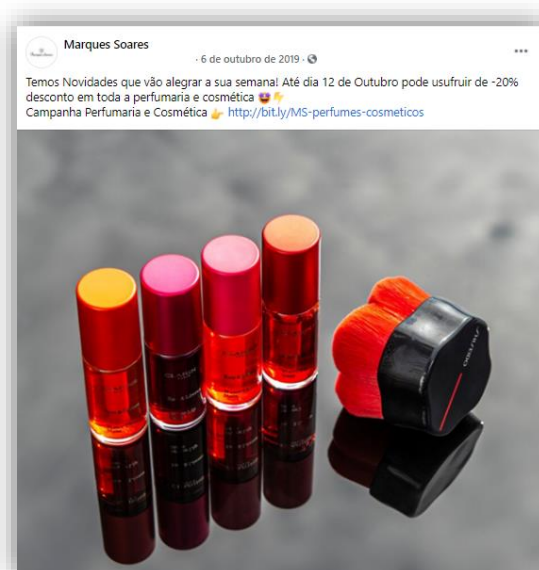 Marques Soares
· 6 de outubro de 2019 ·
Temos Novidades que vão alegrar a sua semana! Até dia 12 de Outubro pode usufruir de -20%
desconto em toda a perfumaria e cosmética 🤩👇
Campanha Perfumaria e Cosmética 👉 http://bit.ly/MS-perfumes-cosmeticos
SHISEIDO